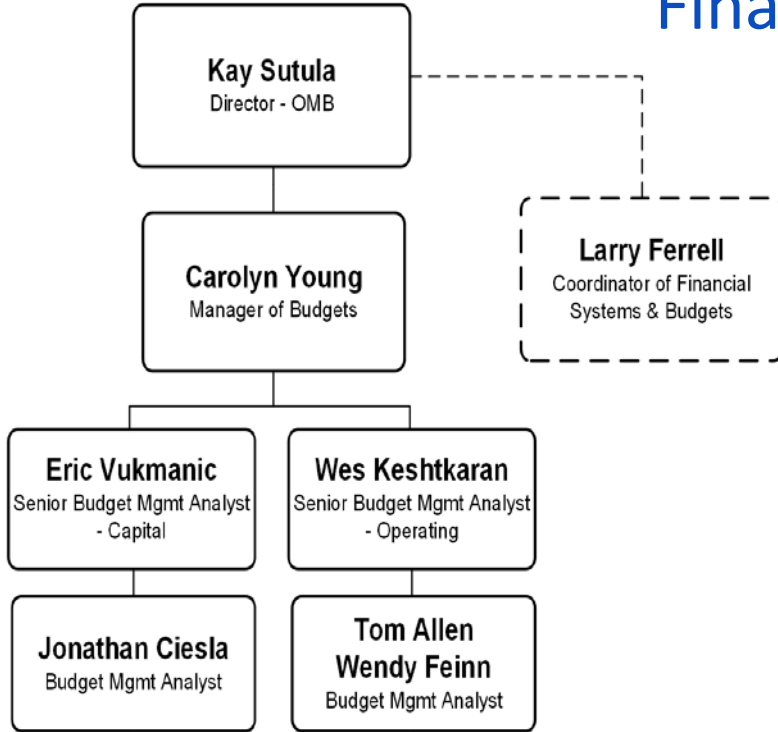 Fina
Kay Sutula
Director - OMB
Larry Ferrell
Coordinator of Financial
Systems & Budgets
Carolyn Young
Manager of Budgets
Eric Vukmanic
Senior Budget Mgmt Analyst
- Capital
Wes Keshtkaran
Senior Budget Mgmt Analyst
- Operating
Jonathan Ciesla
Budget Mgmt Analyst
Tom Allen
Wendy Feinn
Budget Mgmt Analyst